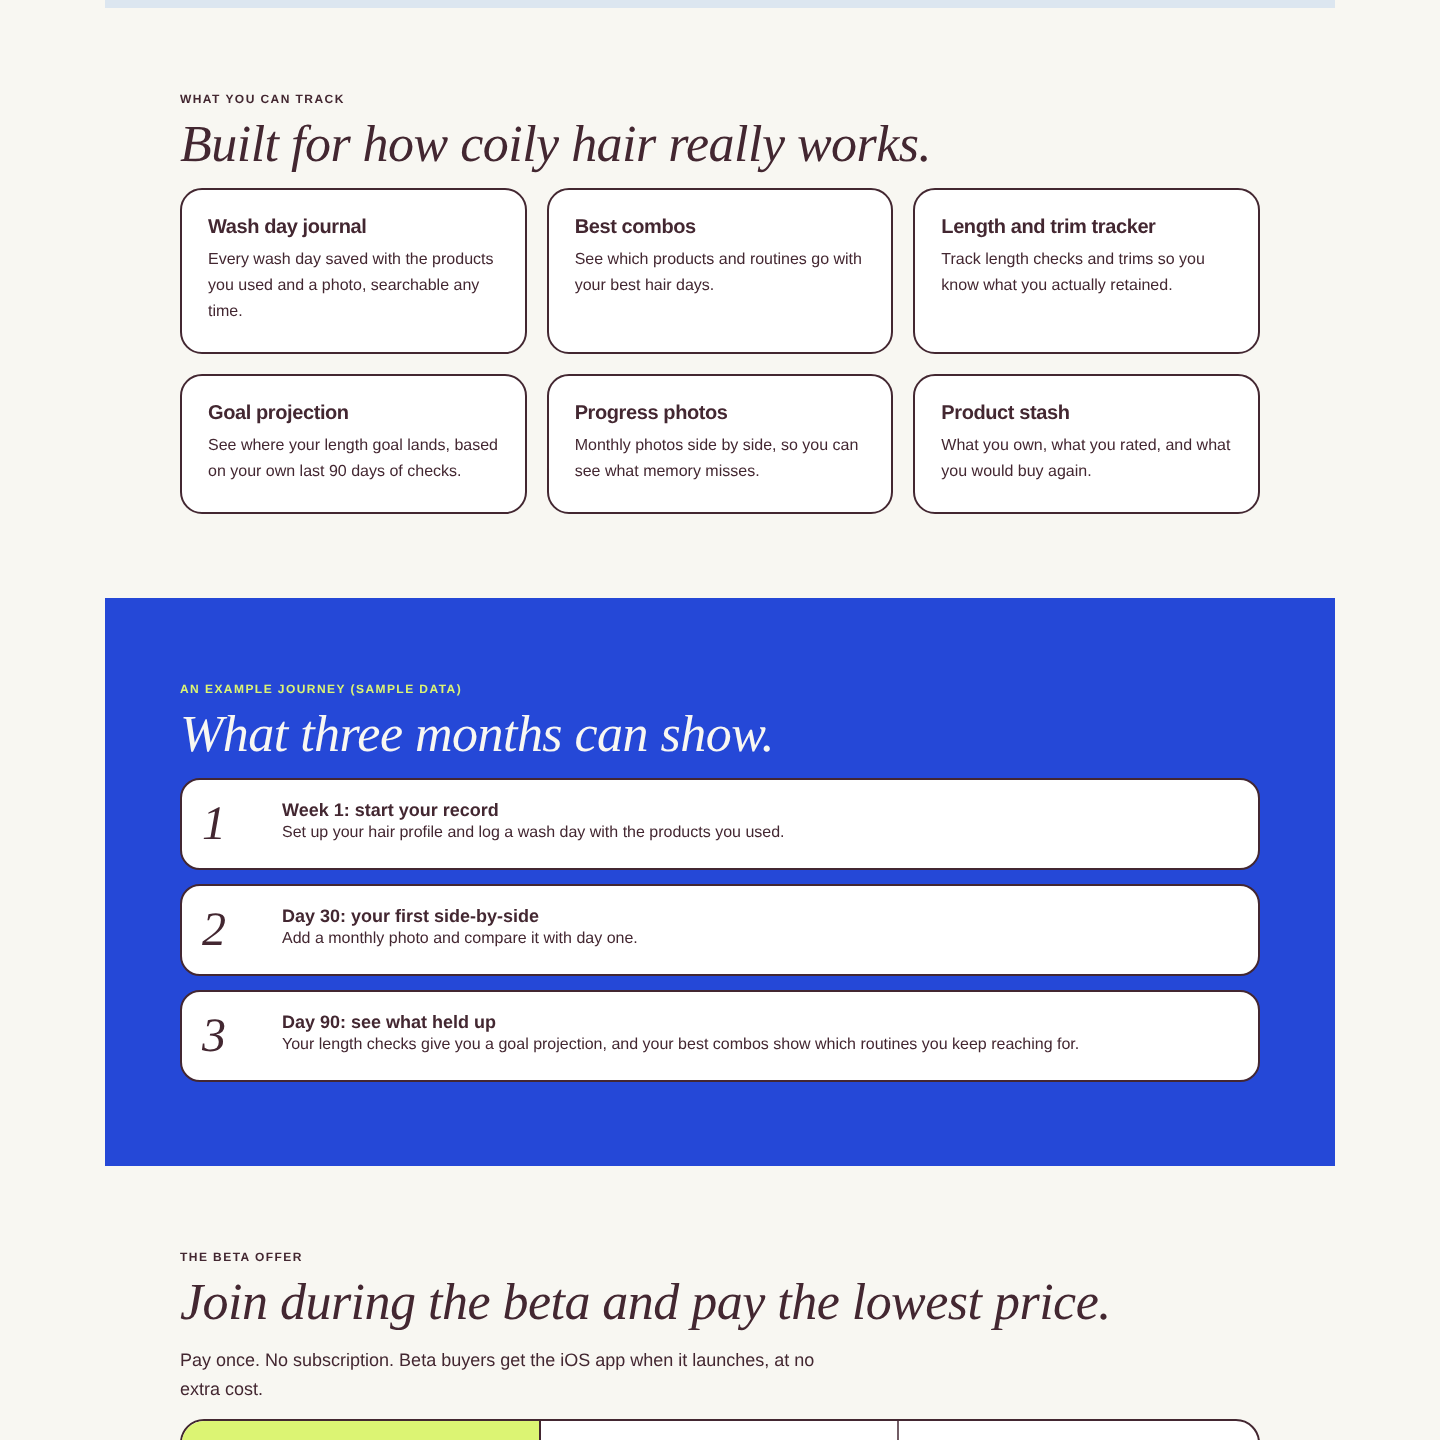 WHAT YOU CAN TRACK
Built for how coily hair really works.
Wash day journal
Every wash day saved with the products
you used and a photo, searchable any
time.
Best combos
See which products and routines go with
your best hair days.
Length and trim tracker
Track length checks and trims so you
know what you actually retained.
Goal projection
See where your length goal lands, based
on your own last 90 days of checks.
Progress photos
Monthly photos side by side, so you can
see what memory misses.
Product stash
What you own, what you rated, and what
you would buy again.
AN EXAMPLE JOURNEY (SAMPLE DATA)
What three months can show.
1
Week 1: start your record
Set up your hair profile and log a wash day with the products you used.
2
Day 30: your first side-by-side
Add a monthly photo and compare it with day one.
3
Day 90: see what held up
Your length checks give you a goal projection, and your best combos show which routines you keep reaching for.
THE BETA OFFER
Join during the beta and pay the lowest price.
Pay once. No subscription. Beta buyers get the iOS app when it launches, at no
extra cost.